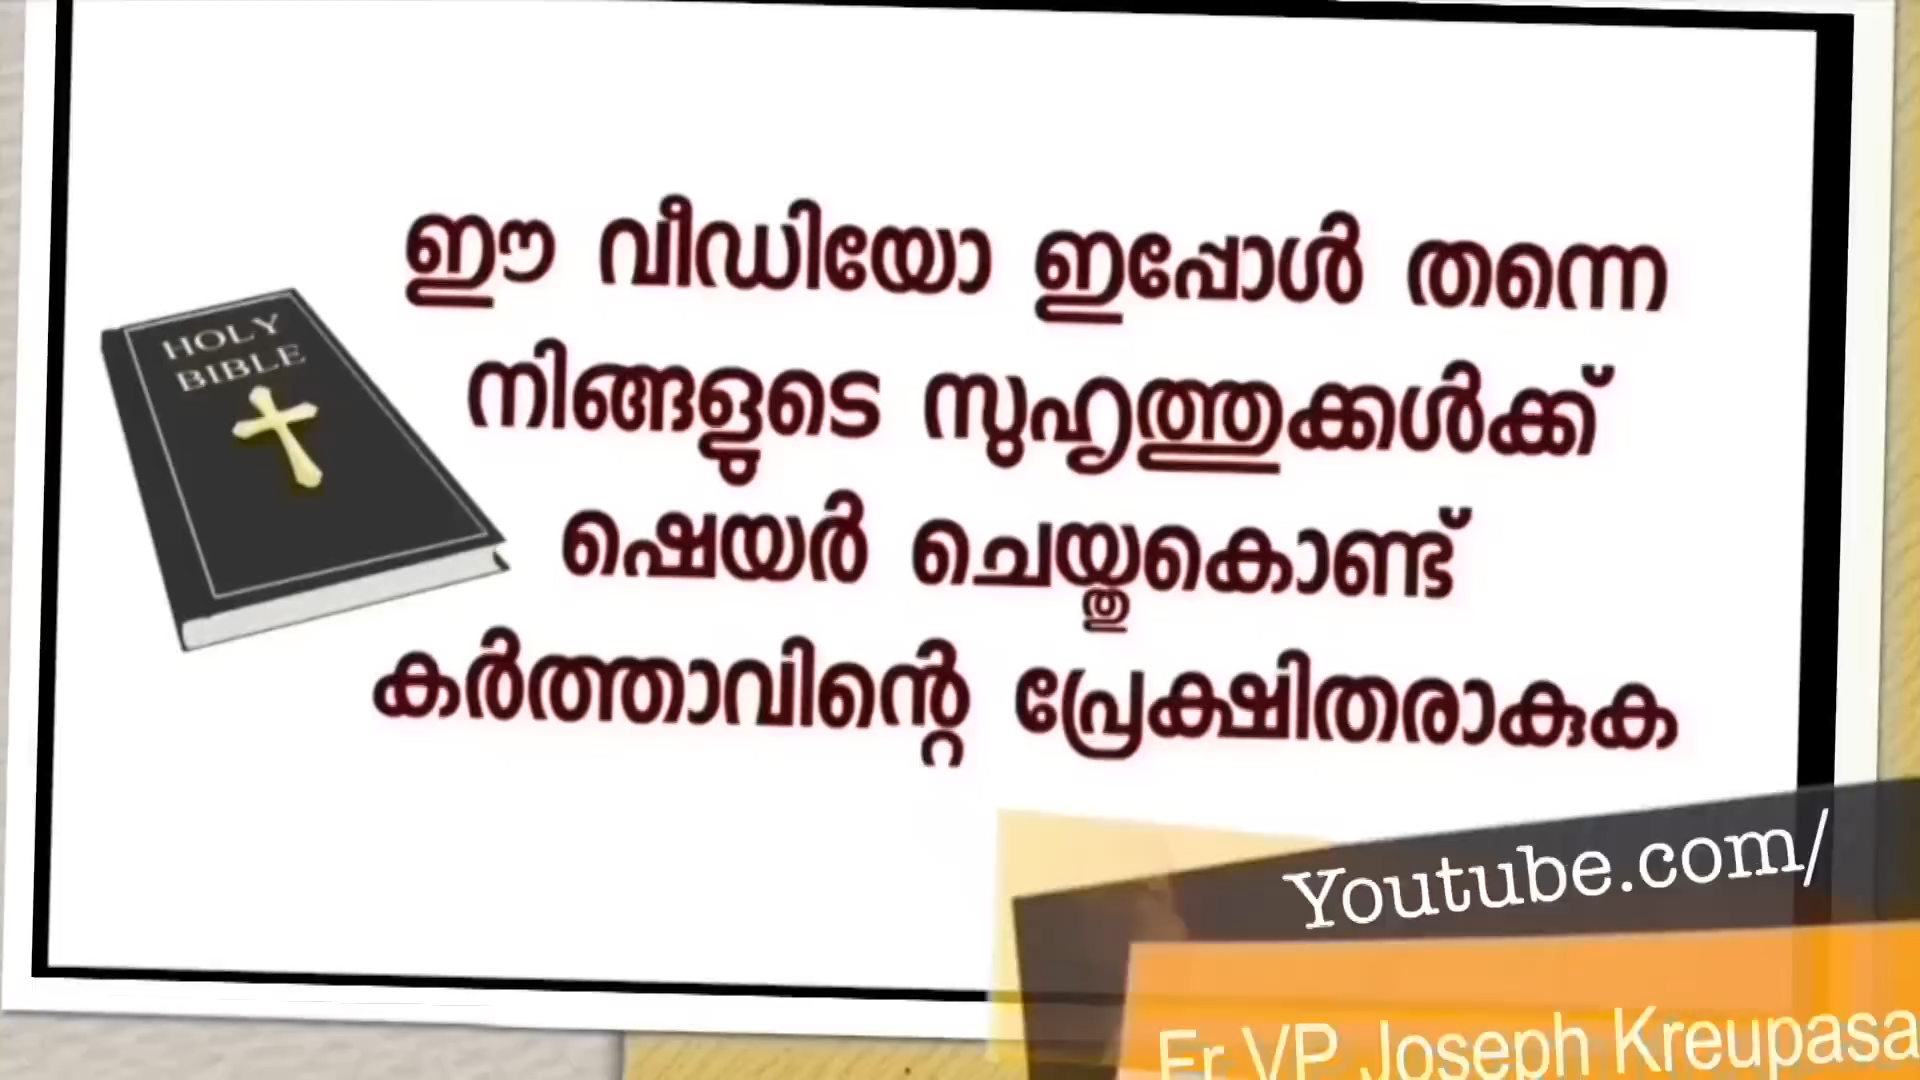 HOLY
BIBLE
ഈ വീഡിയോ ഇപ്പോൾ തന്നെ
നിങ്ങളുടെ സുഹൃത്തുക്കൾക്ക്
ഷെയർ ചെയ്തുകൊണ്ട്
കർത്താവിന്റെ പ്രേക്ഷിതരാകുക
Youtube.com/
Fr VP Joseph Kreupasa